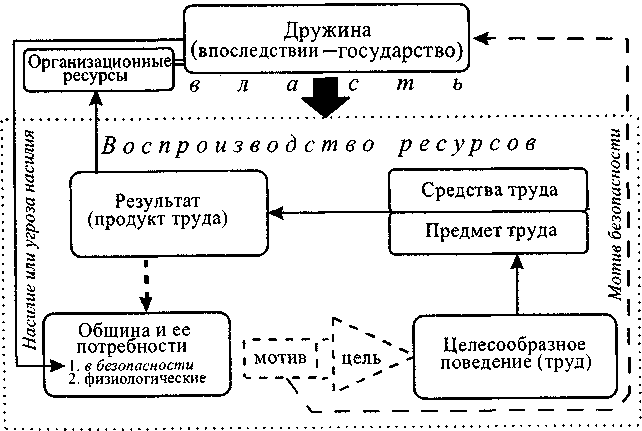 Дружина
(впоследствии—государство)
Организационные
ресурсы
в л а с т ь
Воспроизводство ресурсов
Насилие или угроза насилия
Мотив безопасности
Результат
(продукт труда)
Средства труда
Предмет труда
Община и ее
потребности
1. в безопасности
2. физиологические
мотив
цель
Целесообразное
поведение (труд)